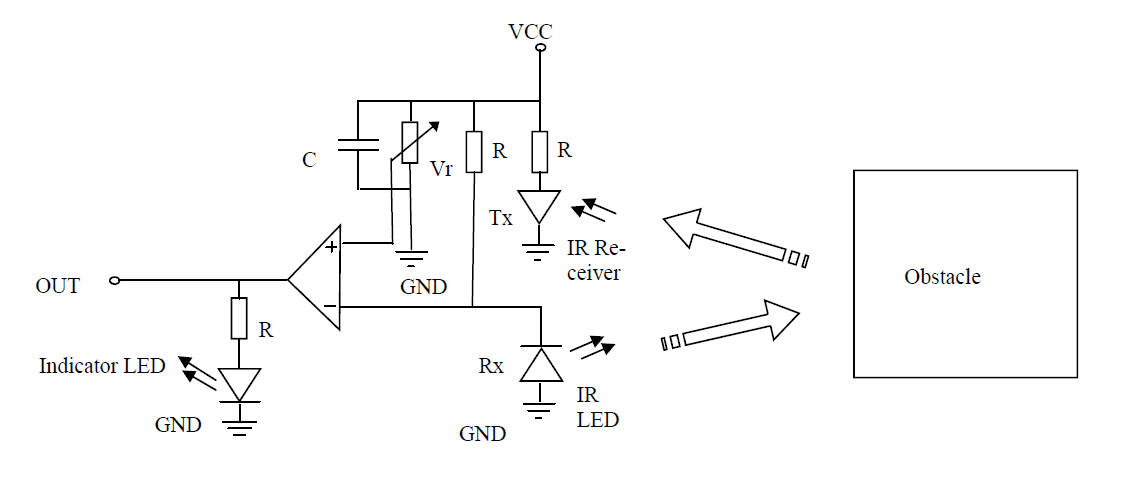 VCC
C
Vr
R
R
Tx
IR Re-
ceiver
Obstacle
+
−
GND
OUT
R
Indicator LED
GND
Rx
IR
LED
GND